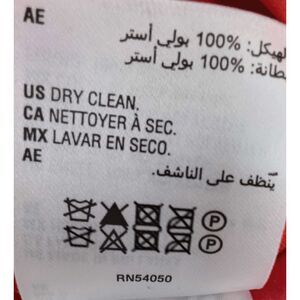 AE
الهيكل: %100 بولي أستر
بطانة: %100 بولي أستر
US DRY CLEAN.
CA NETTOYER À SEC.
MX LAVAR EN SECO.
AE
يُنظف على الناشف.
P
P
RN54050